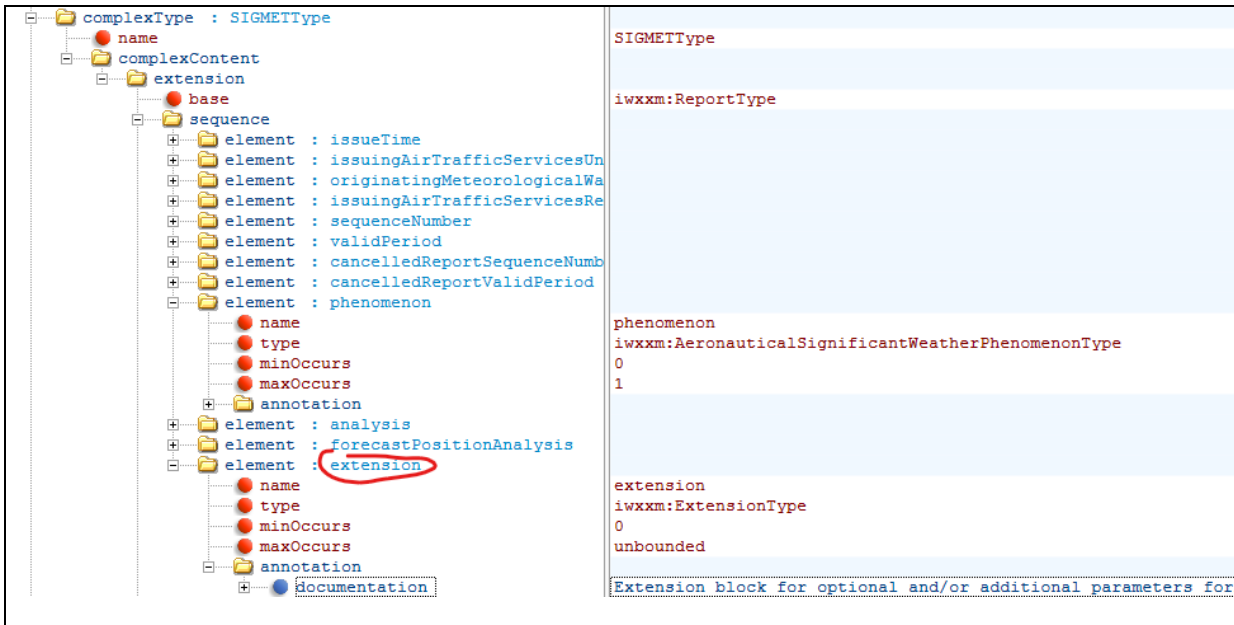 complexType : SIGMETType
name SIGMETType
complexContent
extension
base iwxxm:ReportType
sequence
element : issueTime
element : issuingAirTrafficServicesUn
element : originatingMeteorologicalWa
element : issuingAirTrafficServicesRe
element : sequenceNumber
element : validPeriod
element : cancelledReportSequenceNumb
element : cancelledReportValidPeriod
element : phenomenon
name phenomenon
type iwxxm:AeronauticalSignificantWeatherPhenomenonType
minOccurs 0
maxOccurs 1
annotation
element : analysis
element : forecastPositionAnalysis
element : extension
name extension
type iwxxm:ExtensionType
minOccurs 0
maxOccurs unbounded
annotation
documentation Extension block for optional and/or additional parameters for